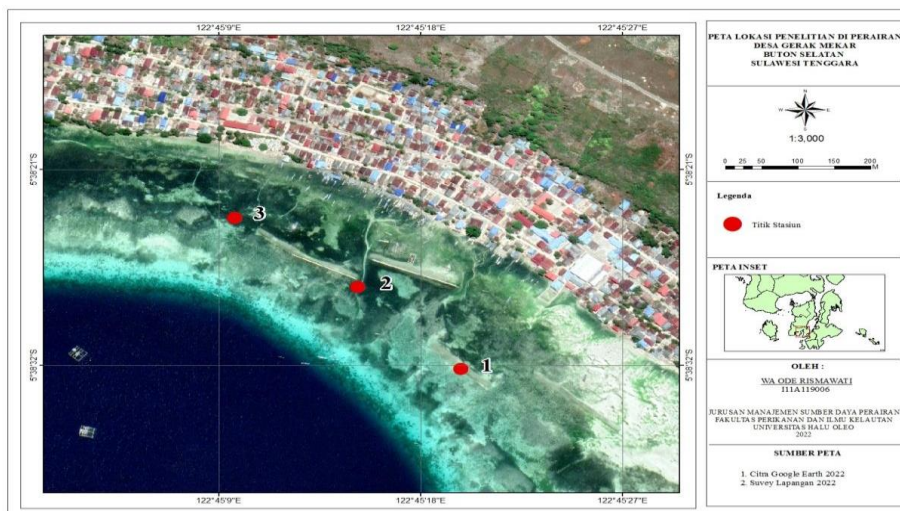 122°45'9"E 122°45'18"E 122°45'27"E
5°38'21"S 5°38'21"S
3
2
1
5°38'32"S 5°38'32"S
122°45'9"E 122°45'18"E 122°45'27"E
PETA LOKASI PENELITIAN DI PERAIRAN
DESA GERAK MEKAR
BUTON SELATAN
SULAWESI TENGGARA
N
W E
S
1:3,000
0 25 50 100 150 200
M
Legenda
Titik Stasiun
PETA INSET
OLEH :
WA ODE RISMAWATI
I11A119006
JURUSAN MANAJEMEN SUMBER DAYA PERAIRAN
FAKULTAS PERIKANAN DAN ILMU KELAUTAN
UNIVERSITAS HALU OLEO
2022
SUMBER PETA
1. Citra Google Earth 2022
2. Suvey Lapangan 2022